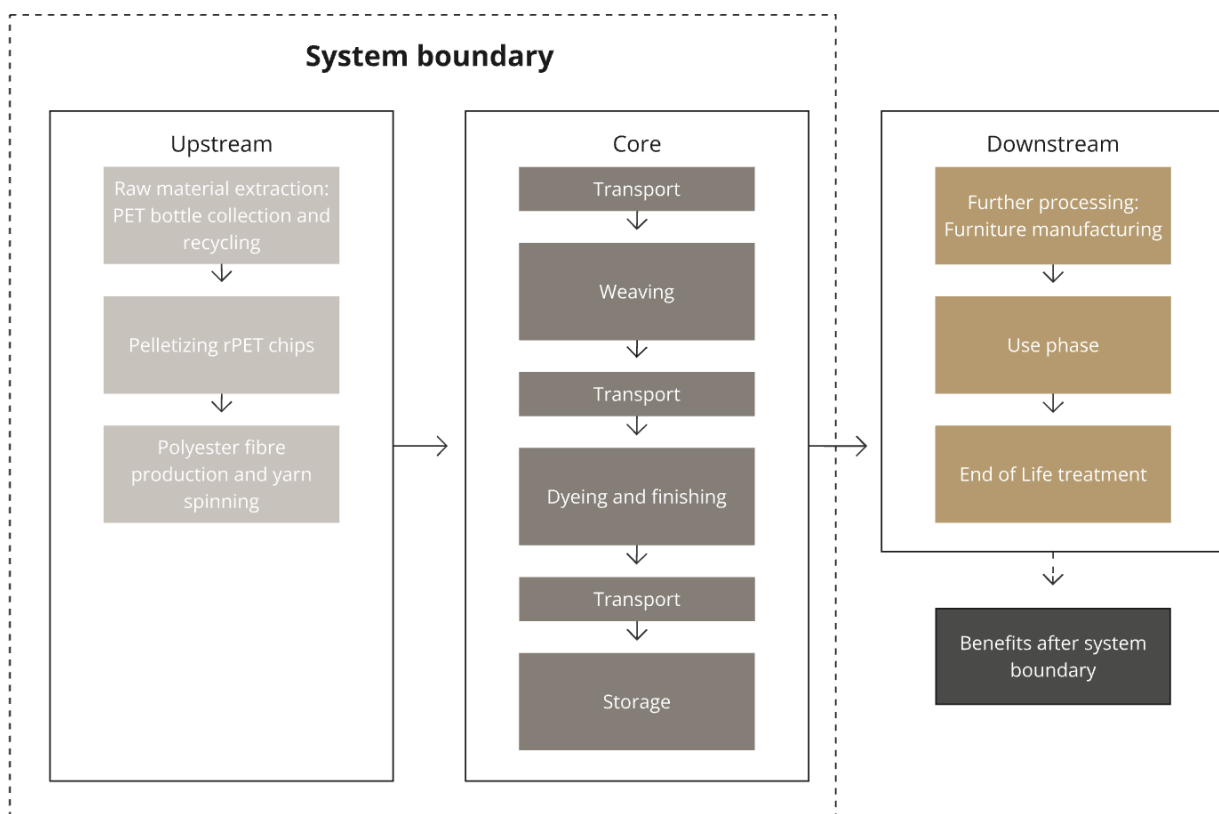 System boundary
Upstream
Raw material extraction:
PET bottle collection and
recycling
Pelletizing rPET chips
Polyester fibre
production and yarn
spinning
Core
Transport
Weaving
Transport
Dyeing and finishing
Transport
Storage
Downstream
Further processing:
Furniture manufacturing
Use phase
End of Life treatment
Benefits after system
boundary